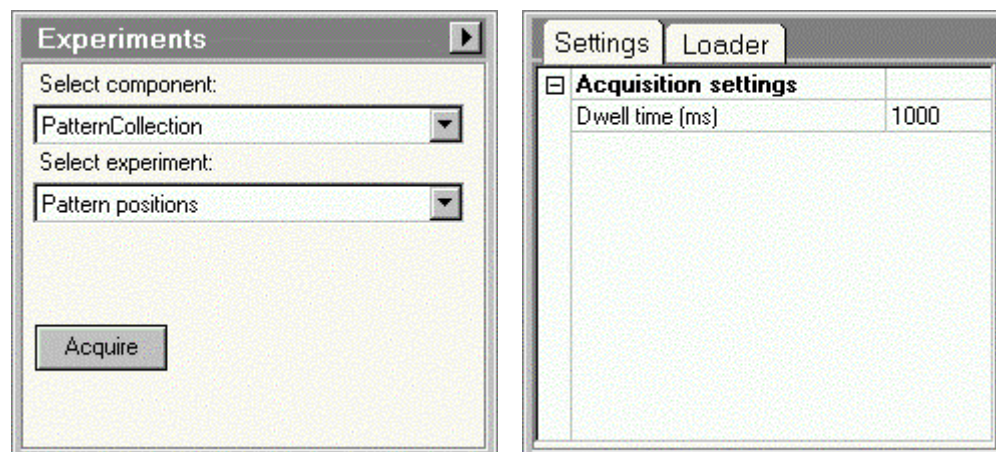 Experiments
Select component:
PatternCollection
Select experiment:
Pattern positions
Acquire
Settings Loader
Acquisition settings
Dwell time (ms) 1000